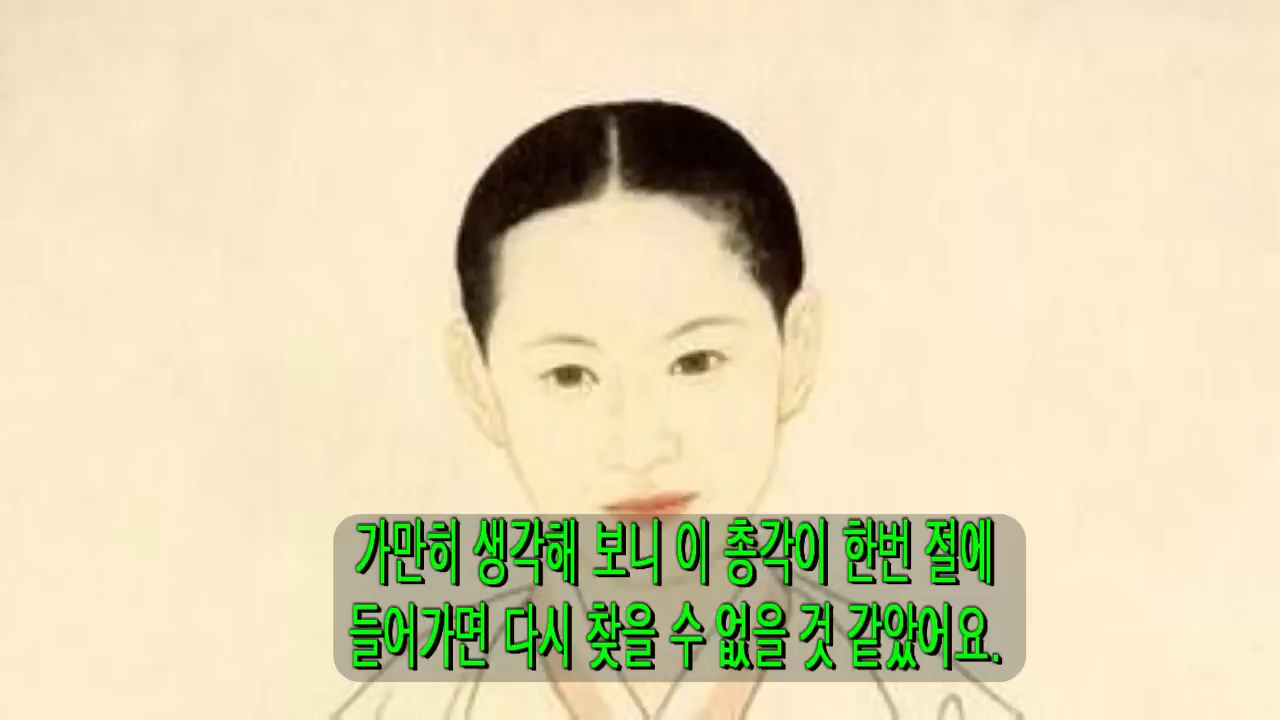 가만히 생각해 보니 이 총각이 한번 절에
들어가면 다시 찾을 수 없을 것 같았어요.